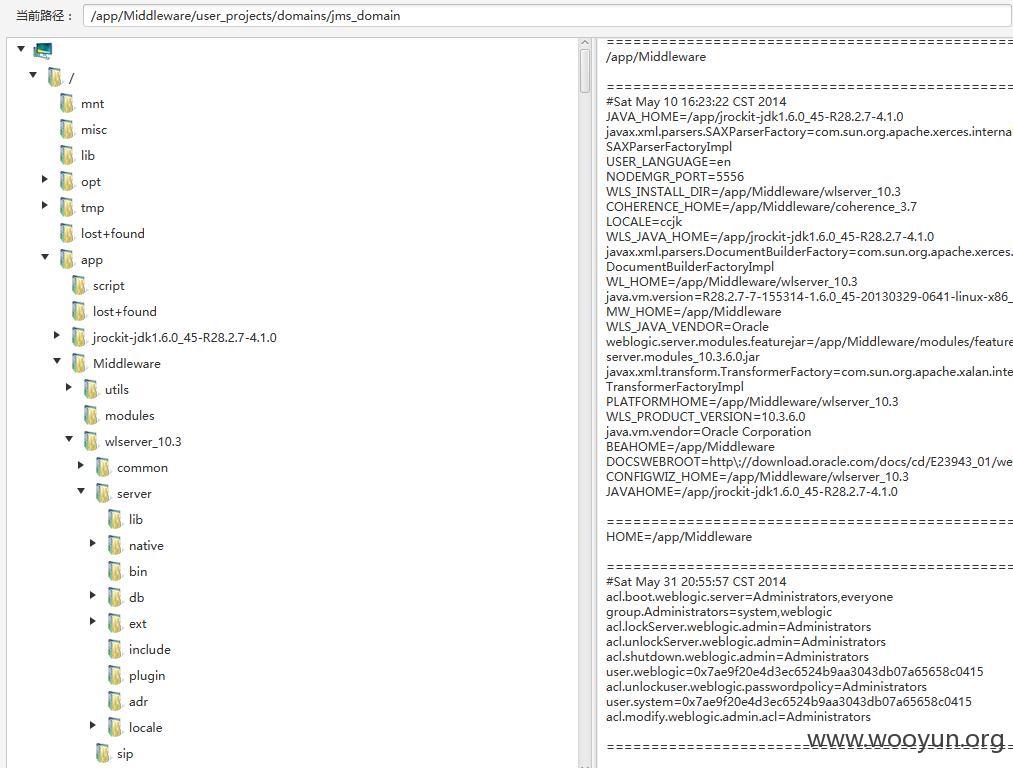 当前路径： /app/Middleware/user_projects/domains/jms_domain
/
mnt
misc
lib
opt
tmp
lost+found
app
script
lost+found
jrockit-jdk1.6.0_45-R28.2.7-4.1.0
Middleware
utils
modules
wlserver_10.3
common
server
lib
native
bin
db
ext
include
plugin
adr
locale
sip
================================================
/app/Middleware
================================================
#Sat May 10 16:23:22 CST 2014
JAVA_HOME=/app/jrockit-jdk1.6.0_45-R28.2.7-4.1.0
javax.xml.parsers.SAXParserFactory=com.sun.org.apache.xerces.interna
SAXParserFactoryImpl
USER_LANGUAGE=en
NODEMGR_PORT=5556
WLS_INSTALL_DIR=/app/Middleware/wlserver_10.3
COHERENCE_HOME=/app/Middleware/coherence_3.7
LOCALE=ccjk
WLS_JAVA_HOME=/app/jrockit-jdk1.6.0_45-R28.2.7-4.1.0
javax.xml.parsers.DocumentBuilderFactory=com.sun.org.apache.xerces.
DocumentBuilderFactoryImpl
WL_HOME=/app/Middleware/wlserver_10.3
java.vm.version=R28.2.7-7-155314-1.6.0_45-20130329-0641-linux-x86_
MW_HOME=/app/Middleware
WLS_JAVA_VENDOR=Oracle
weblogic.server.modules.featurejar=/app/Middleware/modules/feature
server.modules_10.3.6.0.jar
javax.xml.transform.TransformerFactory=com.sun.org.apache.xalan.inte
TransformerFactoryImpl
PLATFORMHOME=/app/Middleware/wlserver_10.3
WLS_PRODUCT_VERSION=10.3.6.0
java.vm.vendor=Oracle Corporation
BEAHOME=/app/Middleware
DOCSWEBROOT=http\://download.oracle.com/docs/cd/E23943_01/we
CONFIGWIZ_HOME=/app/Middleware/wlserver_10.3
JAVAHOME=/app/jrockit-jdk1.6.0_45-R28.2.7-4.1.0
================================================
HOME=/app/Middleware
================================================
#Sat May 31 20:55:57 CST 2014
acl.boot.weblogic.server=Administrators,everyone
group.Administrators=system,weblogic
acl.lockServer.weblogic.admin=Administrators
acl.unlockServer.weblogic.admin=Administrators
acl.shutdown.weblogic.admin=Administrators
user.weblogic=0x7ae9f20e4d3ec6524b9aa3043db07a65658c0415
acl.unlockuser.weblogic.passwordpolicy=Administrators
user.system=0x7ae9f20e4d3ec6524b9aa3043db07a65658c0415
acl.modify.weblogic.admin.acl=Administrators
================================================
www.wooyun.org